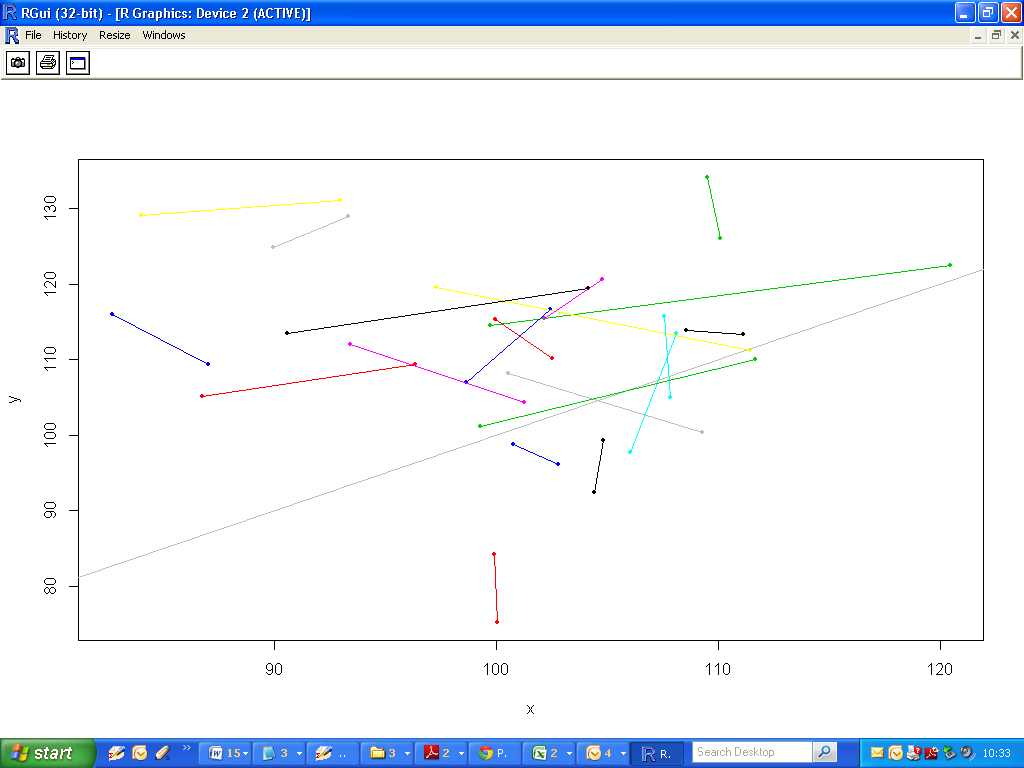 RGui (32-bit) - [R Graphics: Device 2 (ACTIVE)]
File History Resize Windows
130
120
110
100
90
80
y
90 100 110 120
x
start
15
3
..
3
2
P.
2
4
R.
Search Desktop
10:33